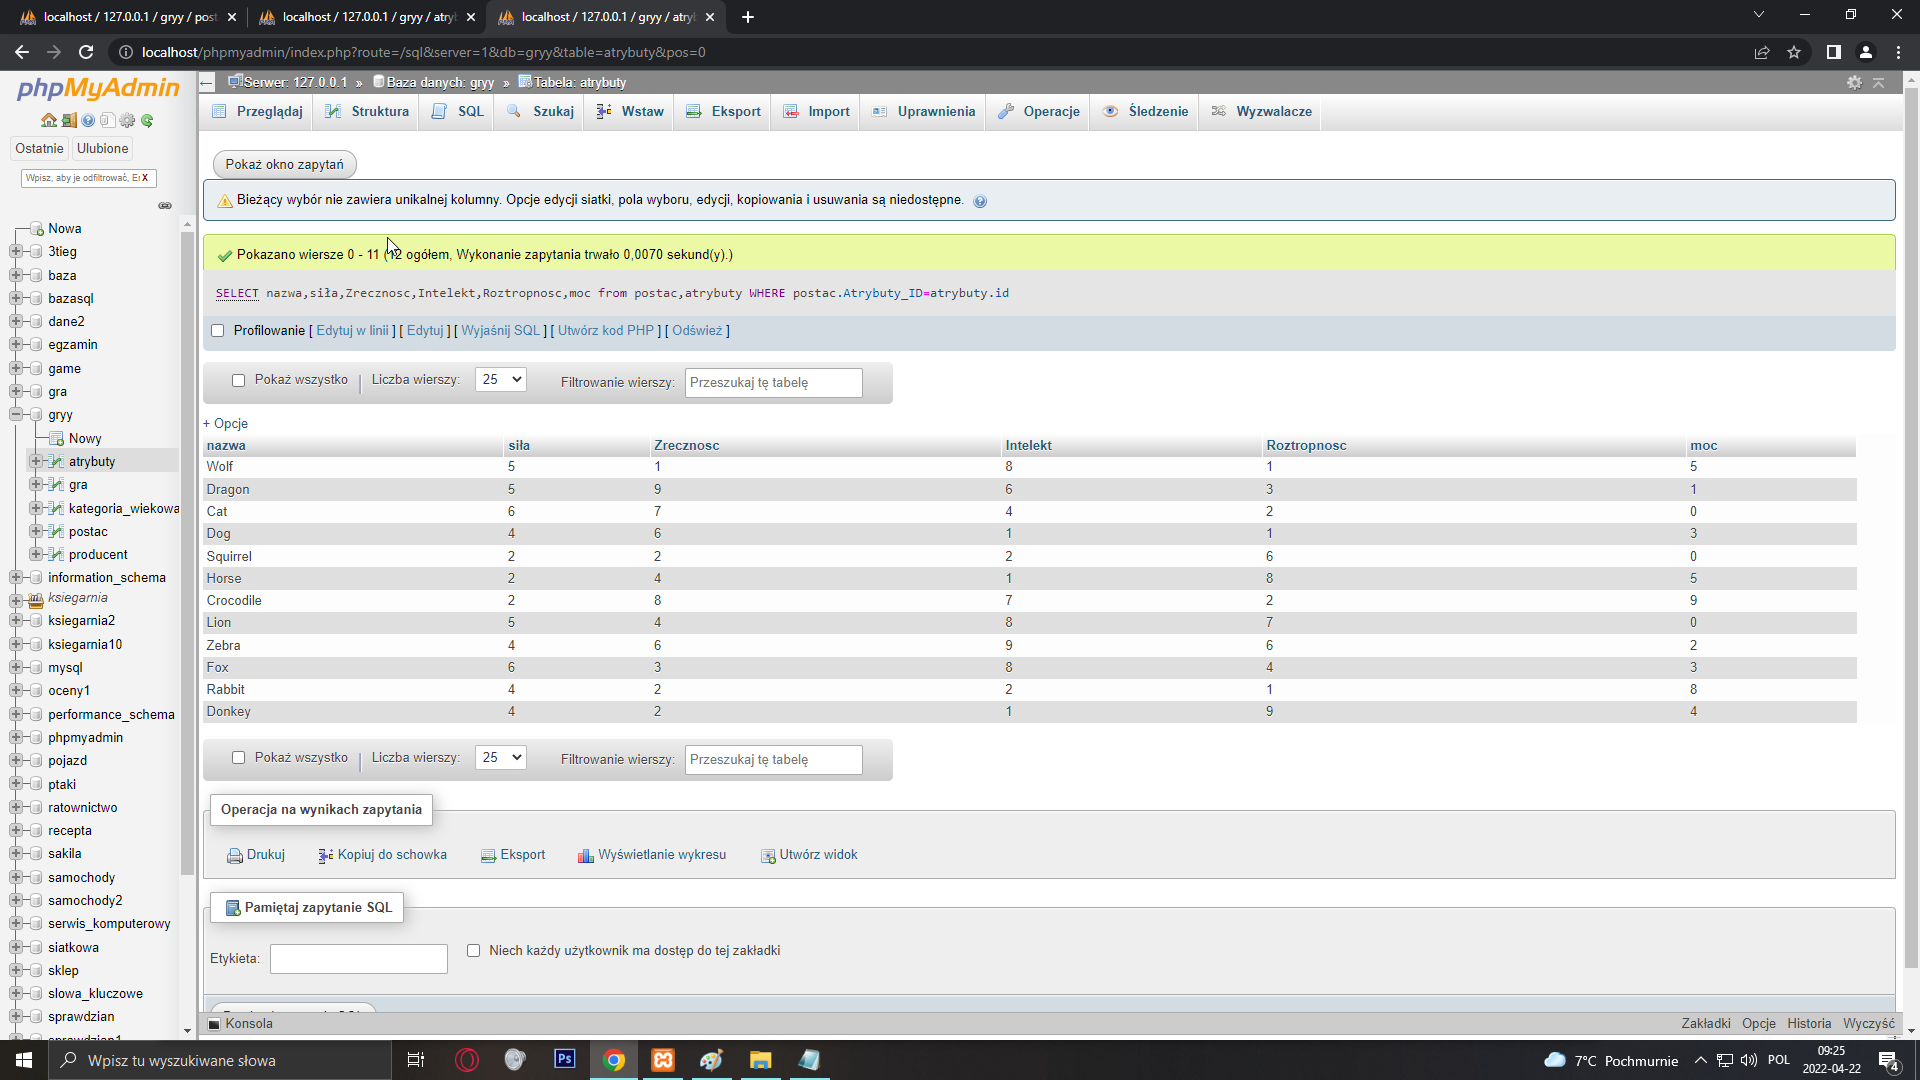 localhost / 127.0.0.1 / gryy / post
localhost / 127.0.0.1 / gryy / atryb
localhost / 127.0.0.1 / gryy / atryb
localhost/phpmyadmin/index.php?route=/sql&server=1&db=gryy&table=atrybuty&pos=0
phpMyAdmin
Ostatnie
Ulubione
Wpisz, aby je odfiltrować, E
X
Nowa
3tieg
baza
bazasql
dane2
egzamin
game
gra
gryy
Nowy
atrybuty
gra
kategoria_wiekowa
postac
producent
information_schema
ksiegarnia
ksiegarnia2
ksiegarnia10
mysql
oceny1
performance_schema
phpmyadmin
pojazd
ptaki
ratownictwo
recepta
sakila
samochody
samochody2
serwis_komputerowy
siatkowa
sklep
slowa_kluczowe
sprawdzian
Serwer: 127.0.0.1 » Baza danych: gryy » Tabela: atrybuty
Przeglądaj Struktura SQL Szukaj Wstaw Eksport Import Uprawnienia Operacje Śledzenie Wyzwalacze
Pokaż okno zapytań
Bieżący wybór nie zawiera unikalnej kolumny. Opcje edycji siatki, pola wyboru, edycji, kopiowania i usuwania są niedostępne.
Pokazano wiersze 0 - 11 (12 ogółem, Wykonanie zapytania trwało 0,0070 sekund(y).)
SELECT nazwa,siła,Zrecznosc,Intelekt,Roztropnosc,moc from postac,atrybuty WHERE postac.Atrybuty_ID=atrybuty.id
Profilowanie [ Edytuj w linii ] [ Edytuj ] [ Wyjaśnij SQL ] [ Utwórz kod PHP ] [ Odśwież ]
Pokaż wszystko Liczba wierszy: 25 Filtrowanie wierszy: Przeszukaj tę tabelę
+ Opcje
nazwa siła Zrecznosc Intelekt Roztropnosc moc
Wolf 5 1 8 1 5
Dragon 5 9 6 3 1
Cat 6 7 4 2 0
Dog 4 6 1 1 3
Squirrel 2 2 2 6 0
Horse 2 4 1 8 5
Crocodile 2 8 7 2 9
Lion 5 4 8 7 0
Zebra 4 6 9 6 2
Fox 6 3 8 4 3
Rabbit 4 2 2 1 8
Donkey 4 2 1 9 4
Pokaż wszystko Liczba wierszy: 25 Filtrowanie wierszy: Przeszukaj tę tabelę
Operacja na wynikach zapytania
Drukuj Kopiuj do schowka Eksport Wyświetlanie wykresu Utwórz widok
Pamiętaj zapytanie SQL
Etykieta: Niech każdy użytkownik ma dostęp do tej zakładki
Konsola Zakładki Opcje Historia Wyczyść
Wpisz tu wyszukiwane słowa
Ps
7°C Pochmurnie
POL
09:25
2022-04-22
4